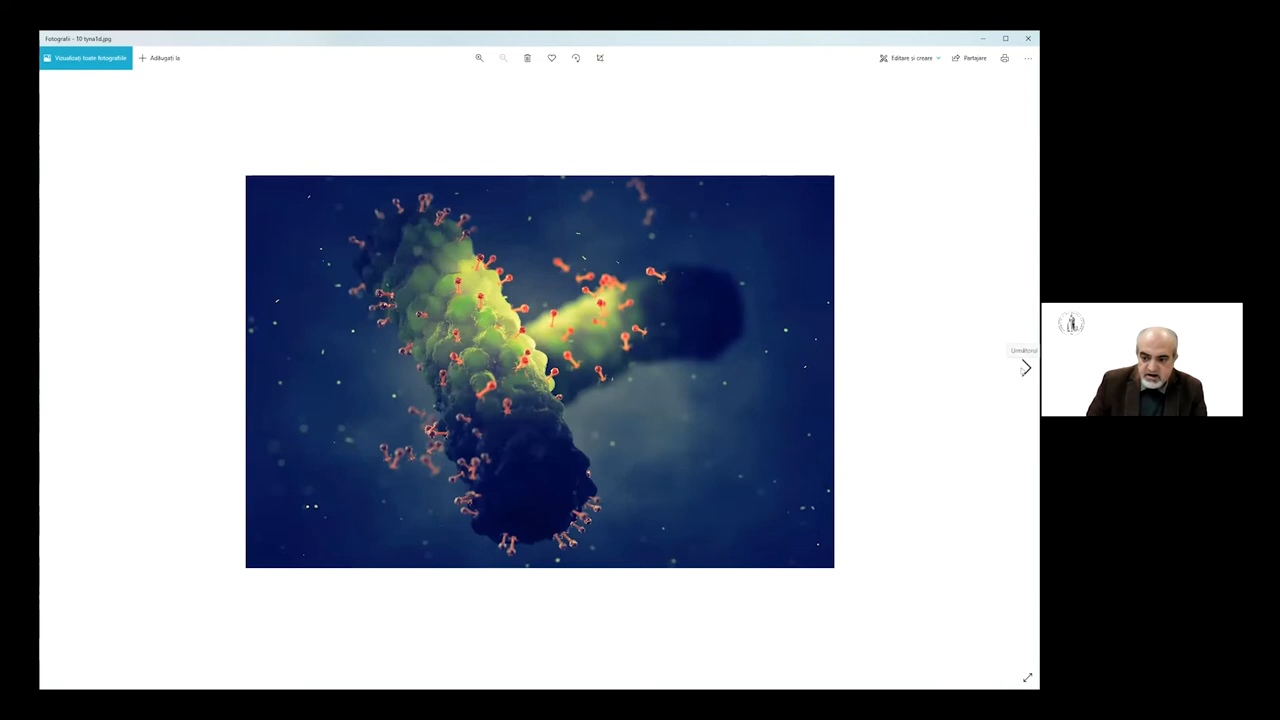 Fotografii - 10 tyna1d.jpg
Vizualizați toate fotografiile
Adăugați la
Editare și creare
Partajare
Următorul